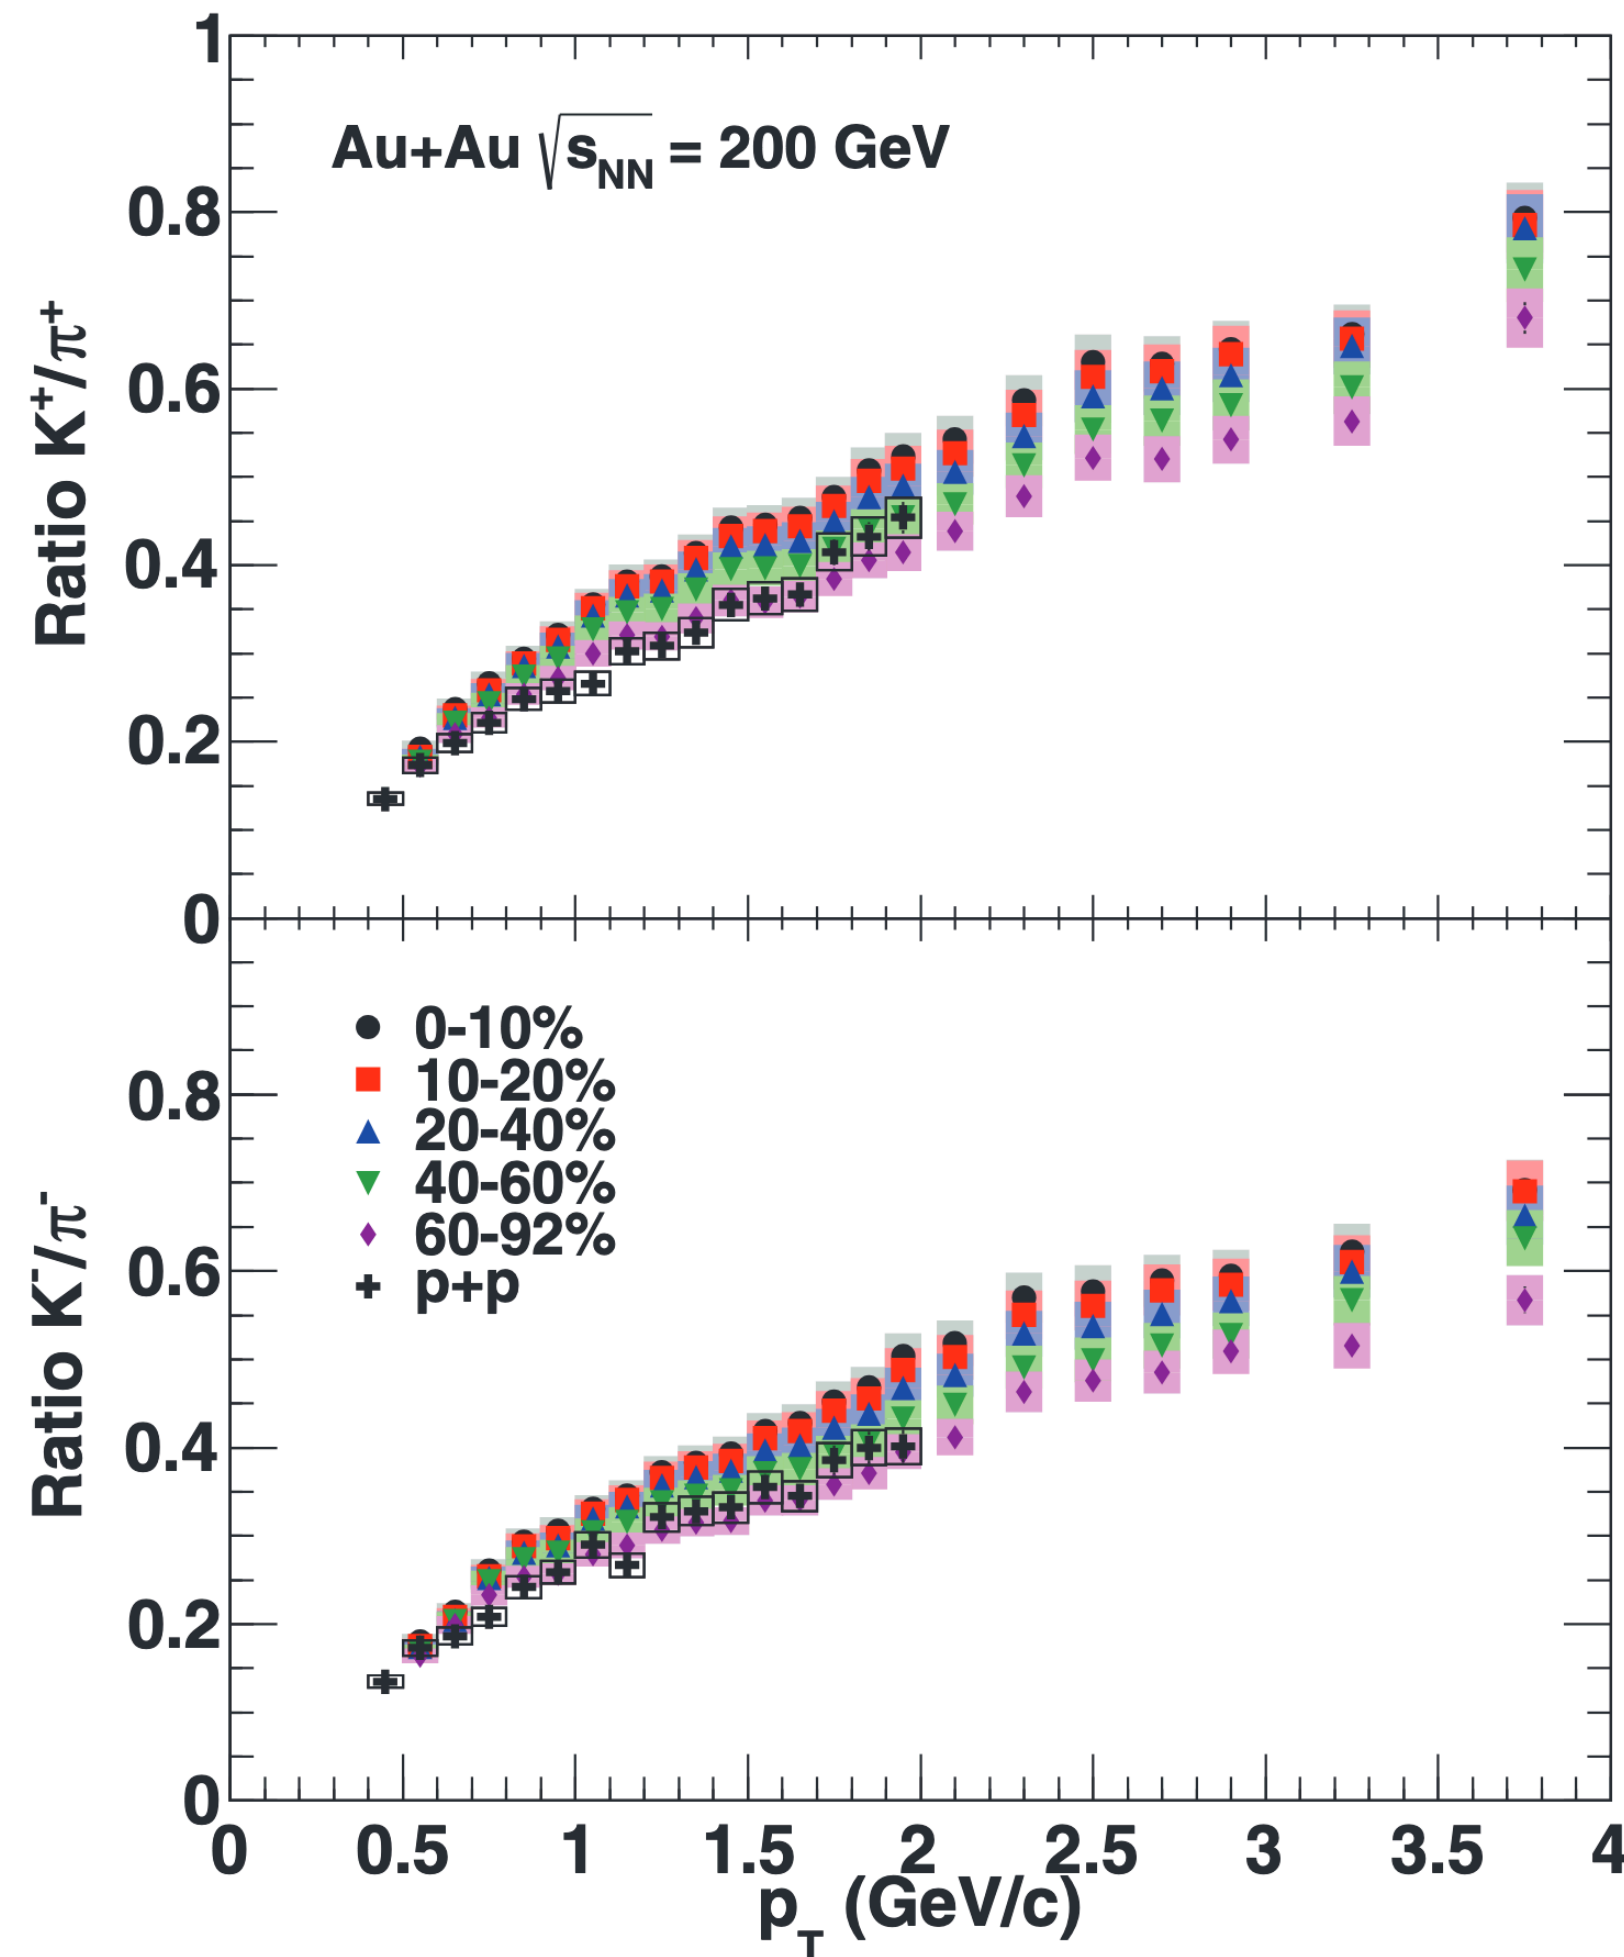 Au+Au √s_NN = 200 GeV
Ratio K⁺/π⁺
1
0.8
0.6
0.4
0.2
0
0-10%
10-20%
20-40%
40-60%
60-92%
p+p
Ratio K⁻/π⁻
0.8
0.6
0.4
0.2
0
0 0.5 1 1.5 2 2.5 3 3.5 4
p_T (GeV/c)